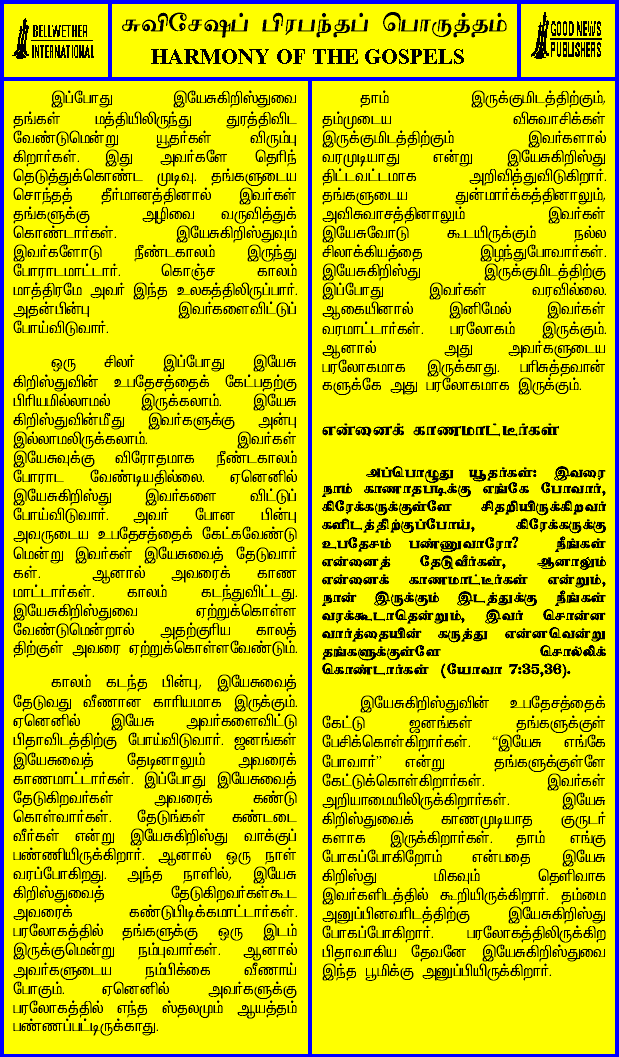 BELLWETHER
INTERNATIONAL
சுவிசேஷப் பிரபந்தப் பொருத்தம்
HARMONY OF THE GOSPELS
GOOD NEWS
PUBLISHERS
இப்போது இயேசுகிறிஸ்துவை
தங்கள் மத்தியிலிருந்து துரத்திவிட
வேண்டுமென்று யூதர்கள் விரும்பு
கிறார்கள். இது அவர்களே தெரிந்
தெடுத்துக்கொண்ட முடிவு. தங்களுடைய
சொந்தத் தீர்மானத்தினால் இவர்கள்
தங்களுக்கு அழிவை வருவித்துக்
கொண்டார்கள். இயேசுகிறிஸ்துவும்
இவர்களோடு நீண்டகாலம் இருந்து
போராடமாட்டார். கொஞ்ச காலம்
மாத்திரமே அவர் இந்த உலகத்திலிருப்பார்.
அதன்பின்பு இவர்களைவிட்டுப்
போய்விடுவார்.
ஒரு சிலர் இப்போது இயேசு
கிறிஸ்துவின் உபதேசத்தைக் கேட்பதற்கு
பிரியமில்லாமல் இருக்கலாம். இயேசு
கிறிஸ்துவின்மீது இவர்களுக்கு அன்பு
இல்லாமலிருக்கலாம். இவர்கள்
இயேசுவுக்கு விரோதமாக நீண்டகாலம்
போராட வேண்டியதில்லை. ஏனெனில்
இயேசுகிறிஸ்து இவர்களை விட்டுப்
போய்விடுவார். அவர் போன பின்பு
அவருடைய உபதேசத்தைக் கேட்கவேண்டு
மென்று இவர்கள் இயேசுவைத் தேடுவார்
கள். ஆனால் அவரைக் காண
மாட்டார்கள். காலம் கடந்துவிட்டது.
இயேசுகிறிஸ்துவை ஏற்றுக்கொள்ள
வேண்டுமென்றால் அதற்குரிய காலத்
திற்குள் அவரை ஏற்றுக்கொள்ளவேண்டும்.
காலம் கடந்த பின்பு, இயேசுவைத்
தேடுவது வீணான காரியமாக இருக்கும்.
ஏனெனில் இயேசு அவர்களைவிட்டு
பிதாவிடத்திற்கு போய்விடுவார். ஜனங்கள்
இயேசுவைத் தேடினாலும் அவரைக்
காணமாட்டார்கள். இப்போது இயேசுவைத்
தேடுகிறவர்கள் அவரைக் கண்டு
கொள்வார்கள். தேடுங்கள் கண்டடை
வீர்கள் என்று இயேசுகிறிஸ்து வாக்குப்
பண்ணியிருக்கிறார். ஆனால் ஒரு நாள்
வரப்போகிறது. அந்த நாளில், இயேசு
கிறிஸ்துவைத் தேடுகிறவர்கள்கூட
அவரைக் கண்டுபிடிக்கமாட்டார்கள்.
பரலோகத்தில் தங்களுக்கு ஒரு இடம்
இருக்குமென்று நம்புவார்கள். ஆனால்
அவர்களுடைய நம்பிக்கை வீணாய்
போகும். ஏனெனில் அவர்களுக்கு
பரலோகத்தில் எந்த ஸ்தலமும் ஆயத்தம்
பண்ணப்பட்டிருக்காது.
தாம் இருக்குமிடத்திற்கும்,
தம்முடைய விசுவாசிக்கள்
இருக்குமிடத்திற்கும் இவர்களால்
வரமுடியாது என்று இயேசுகிறிஸ்து
திட்டவட்டமாக அறிவித்துவிடுகிறார்.
தங்களுடைய துன்மார்க்கத்தினாலும்,
அவிசுவாசத்தினாலும் இவர்கள்
இயேசுவோடு கூடயிருக்கும் நல்ல
சிலாக்கியத்தை இழந்துபோவார்கள்.
இயேசுகிறிஸ்து இருக்குமிடத்திற்கு
இப்போது இவர்கள் வரவில்லை.
ஆகையினால் இனிமேல் இவர்கள்
வரமாட்டார்கள். பரலோகம் இருக்கும்.
ஆனால் அது அவர்களுடைய
பரலோகமாக இருக்காது. பரிசுத்தவான்
களுக்கே அது பரலோகமாக இருக்கும்.
என்னைக் காணமாட்டீர்கள்
அப்பொழுது யூதர்கள்: இவரை
நாம் காணாதபடிக்கு எங்கே போவார்,
கிரேக்கருக்குள்ளே சிதறியிருக்கிறவர்
களிடத்திற்குப்போய், கிரேக்கருக்கு
உபதேசம் பண்ணுவாரோ? நீங்கள்
என்னைத் தேடுவீர்கள், ஆனாலும்
என்னைக் காணமாட்டீர்கள் என்றும்,
நான் இருக்கும் இடத்துக்கு நீங்கள்
வரக்கூடாதென்றும், இவர் சொன்ன
வார்த்தையின் கருத்து என்னவென்று
தங்களுக்குள்ளே சொல்லிக்
கொண்டார்கள் (யோவா 7:35,36).
இயேசுகிறிஸ்துவின் உபதேசத்தைக்
கேட்டு ஜனங்கள் தங்களுக்குள்
பேசிக்கொள்கிறார்கள். “இயேசு எங்கே
போவார்” என்று தங்களுக்குள்ளே
கேட்டுக்கொள்கிறார்கள். இவர்கள்
அறியாமையிலிருக்கிறார்கள். இயேசு
கிறிஸ்துவைக் காணமுடியாத குருடர்
களாக இருக்கிறார்கள். தாம் எங்கு
போகப்போகிறோம் என்பதை இயேசு
கிறிஸ்து மிகவும் தெளிவாக
இவர்களிடத்தில் கூறியிருக்கிறார். தம்மை
அனுப்பினவரிடத்திற்கு இயேசுகிறிஸ்து
போகப்போகிறார். பரலோகத்திலிருக்கிற
பிதாவாகிய தேவனே இயேசுகிறிஸ்துவை
இந்த பூமிக்கு அனுப்பியிருக்கிறார்.